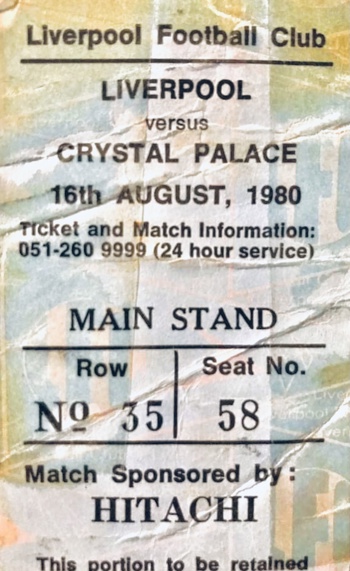 Liverpool Football Club
LIVERPOOL
versus
CRYSTAL PALACE
16th AUGUST, 1980
Ticket and Match Information:
051-260 9999 (24 hour service)
MAIN STAND
Row Seat No.
Nº 35 58
Match Sponsored by:
HITACHI
This portion to be retained